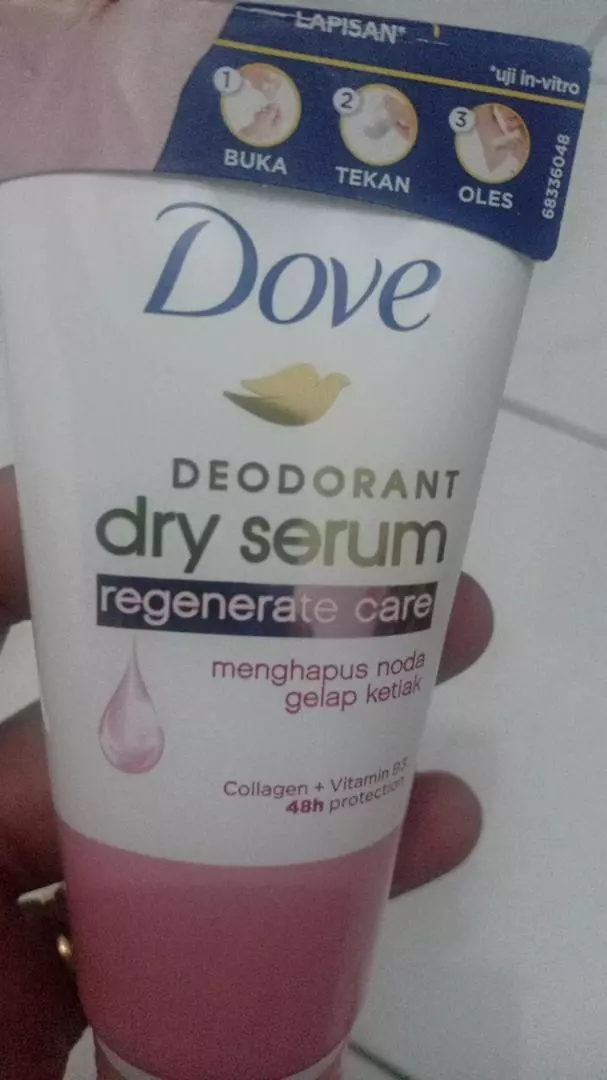 LAPISAN*
*uji in-vitro
1
2
3
BUKA
TEKAN
OLES
68336048
Dove
DEODORANT
dry serum
regenerate care
menghapus noda
gelap ketiak
Collagen + Vitamin B3
48h protection